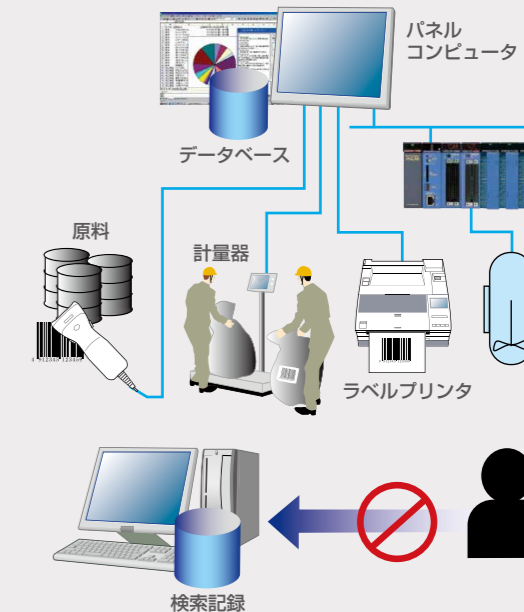 パネル
コンピュータ
データベース
原料
計量器
ラベルプリンタ
検索記録